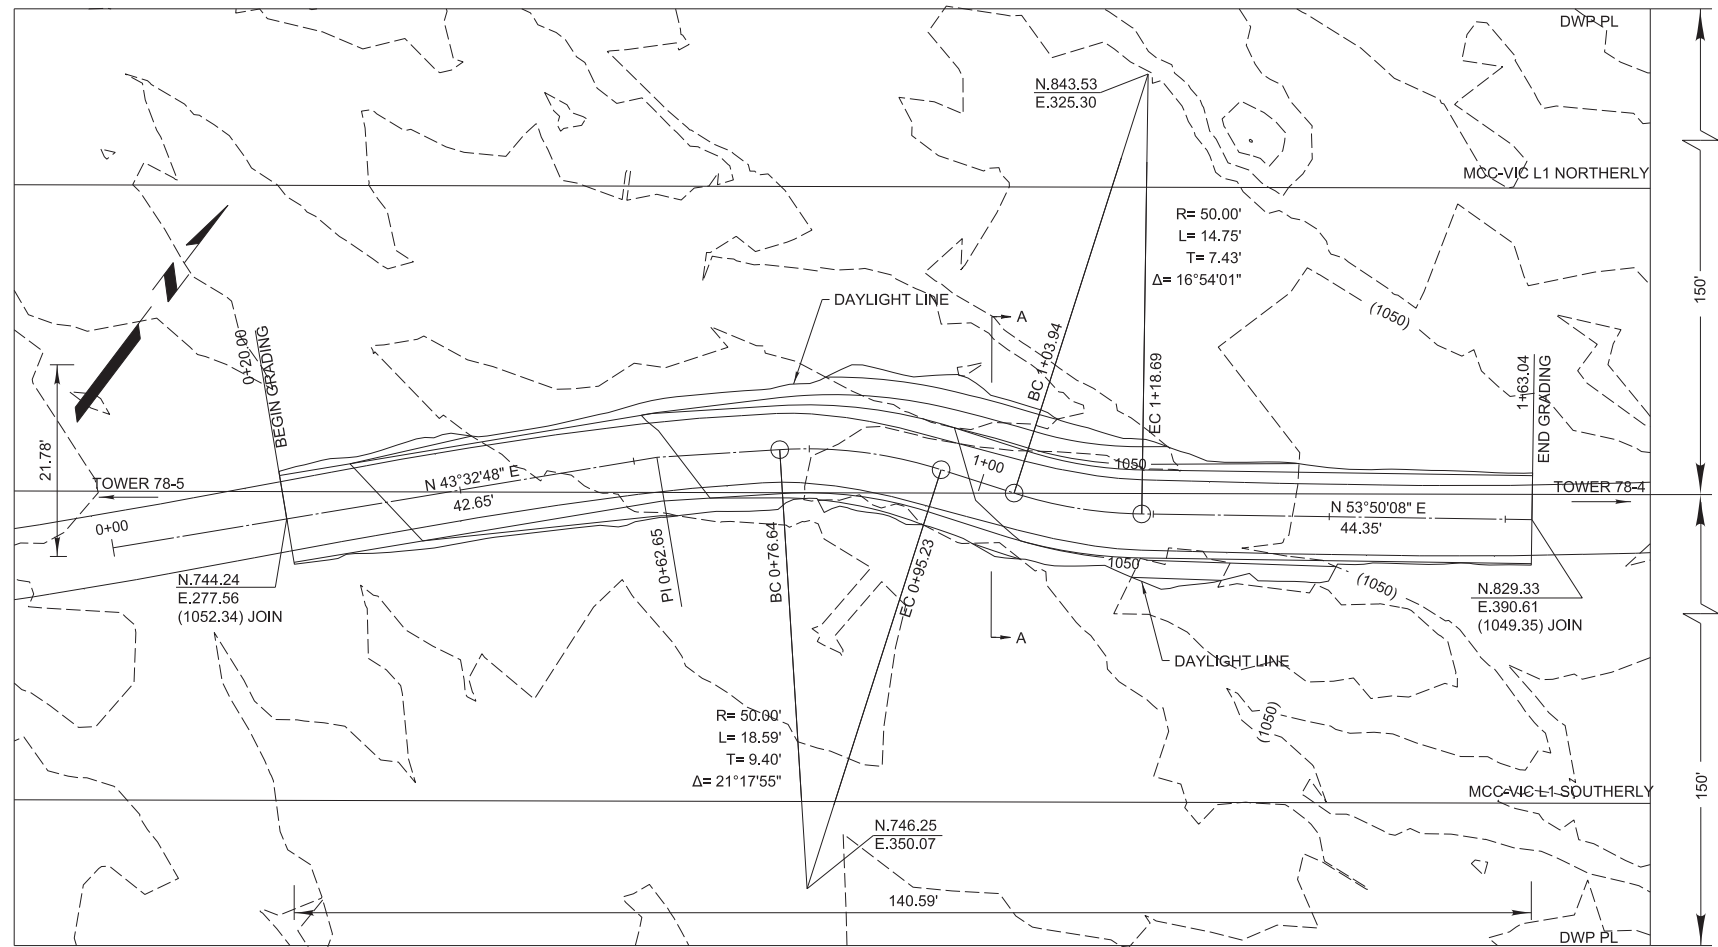 DWP PL
N.843.53
E.325.30
MCC-VIC L1 NORTHERLY
R= 50.00'
L= 14.75'
T= 7.43'
Δ= 16°54'01"
150'
DAYLIGHT LINE
A
(1050)
0+20.00
BEGIN GRADING
BC 1+03.94
EC 1+18.69
1+63.04
END GRADING
21.78'
TOWER 78-5
N 43°32'48" E
42.65'
1+00
1050
TOWER 78-4
N 53°50'08" E
44.35'
0+00
PI 0+62.65
BC 0+76.64
EC 0+95.23
1050
(1050)
N.744.24
E.277.56
(1052.34) JOIN
N.829.33
E.390.61
(1049.35) JOIN
A
DAYLIGHT LINE
R= 50.00'
L= 18.59'
T= 9.40'
Δ= 21°17'55"
(1050)
150'
MCC-VIC L1 SOUTHERLY
N.746.25
E.350.07
140.59'
DWP PL